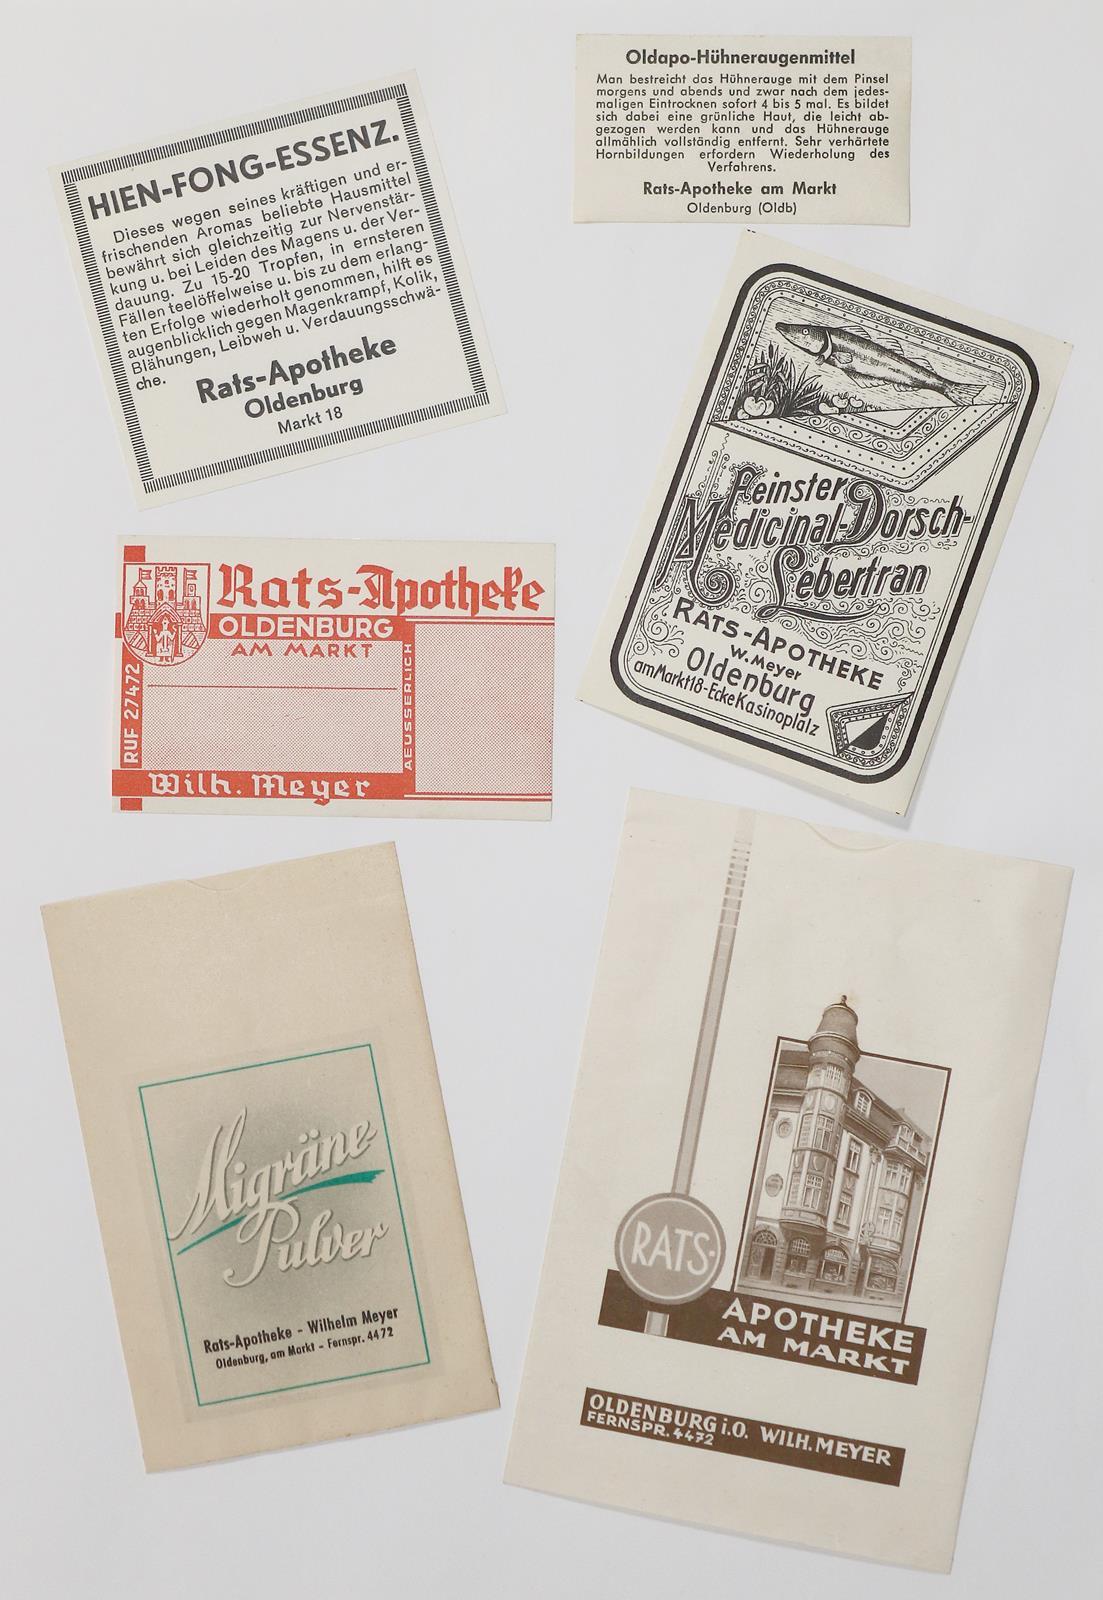 HIEN-FONG-ESSENZ.
Dieses wegen seines kräftigen und er-
frischenden Aromas beliebte Hausmittel
bewährt sich gleichzeitig zur Nervenstär-
kung u. bei Leiden des Magens u. der Ver-
dauung. Zu 15-20 Tropfen, in ernsteren
Fällen teelöffelweise u. bis zu dem erlang-
ten Erfolge wiederholt genommen, hilft es
augenblicklich gegen Magenkrampf, Kolik,
Blähungen, Leibweh u. Verdauungsschwä-
che.
Rats-Apotheke
Oldenburg
Markt 18
Oldapo-Hühneraugenmittel
Man bestreicht das Hühnerauge mit dem Pinsel
morgens und abends und zwar nach dem jedes-
maligen Eintrocknen sofort 4 bis 5 mal. Es bildet
sich dabei eine grünliche Haut, die leicht ab-
gezogen werden kann und das Hühnerauge
allmählich vollständig entfernt. Sehr verhärtete
Hornbildungen erfordern Wiederholung des
Verfahrens.
Rats-Apotheke am Markt
Oldenburg (Oldb)
Feinster
Medicinal-Dorsch-
Lebertran
RATS-APOTHEKE
W. Meyer
Oldenburg
am Markt 18-Ecke Kasinoplatz
Rats-Apotheke
OLDENBURG
AM MARKT
RUF 27472
AEUSSERLICH
Wilh. Meyer
Migräne-
Pulver
Rats-Apotheke - Wilhelm Meyer
Oldenburg, am Markt - Fernspr. 4472
RATS-
APOTHEKE
AM MARKT
OLDENBURG i.O. WILH. MEYER
FERNSPR. 4472